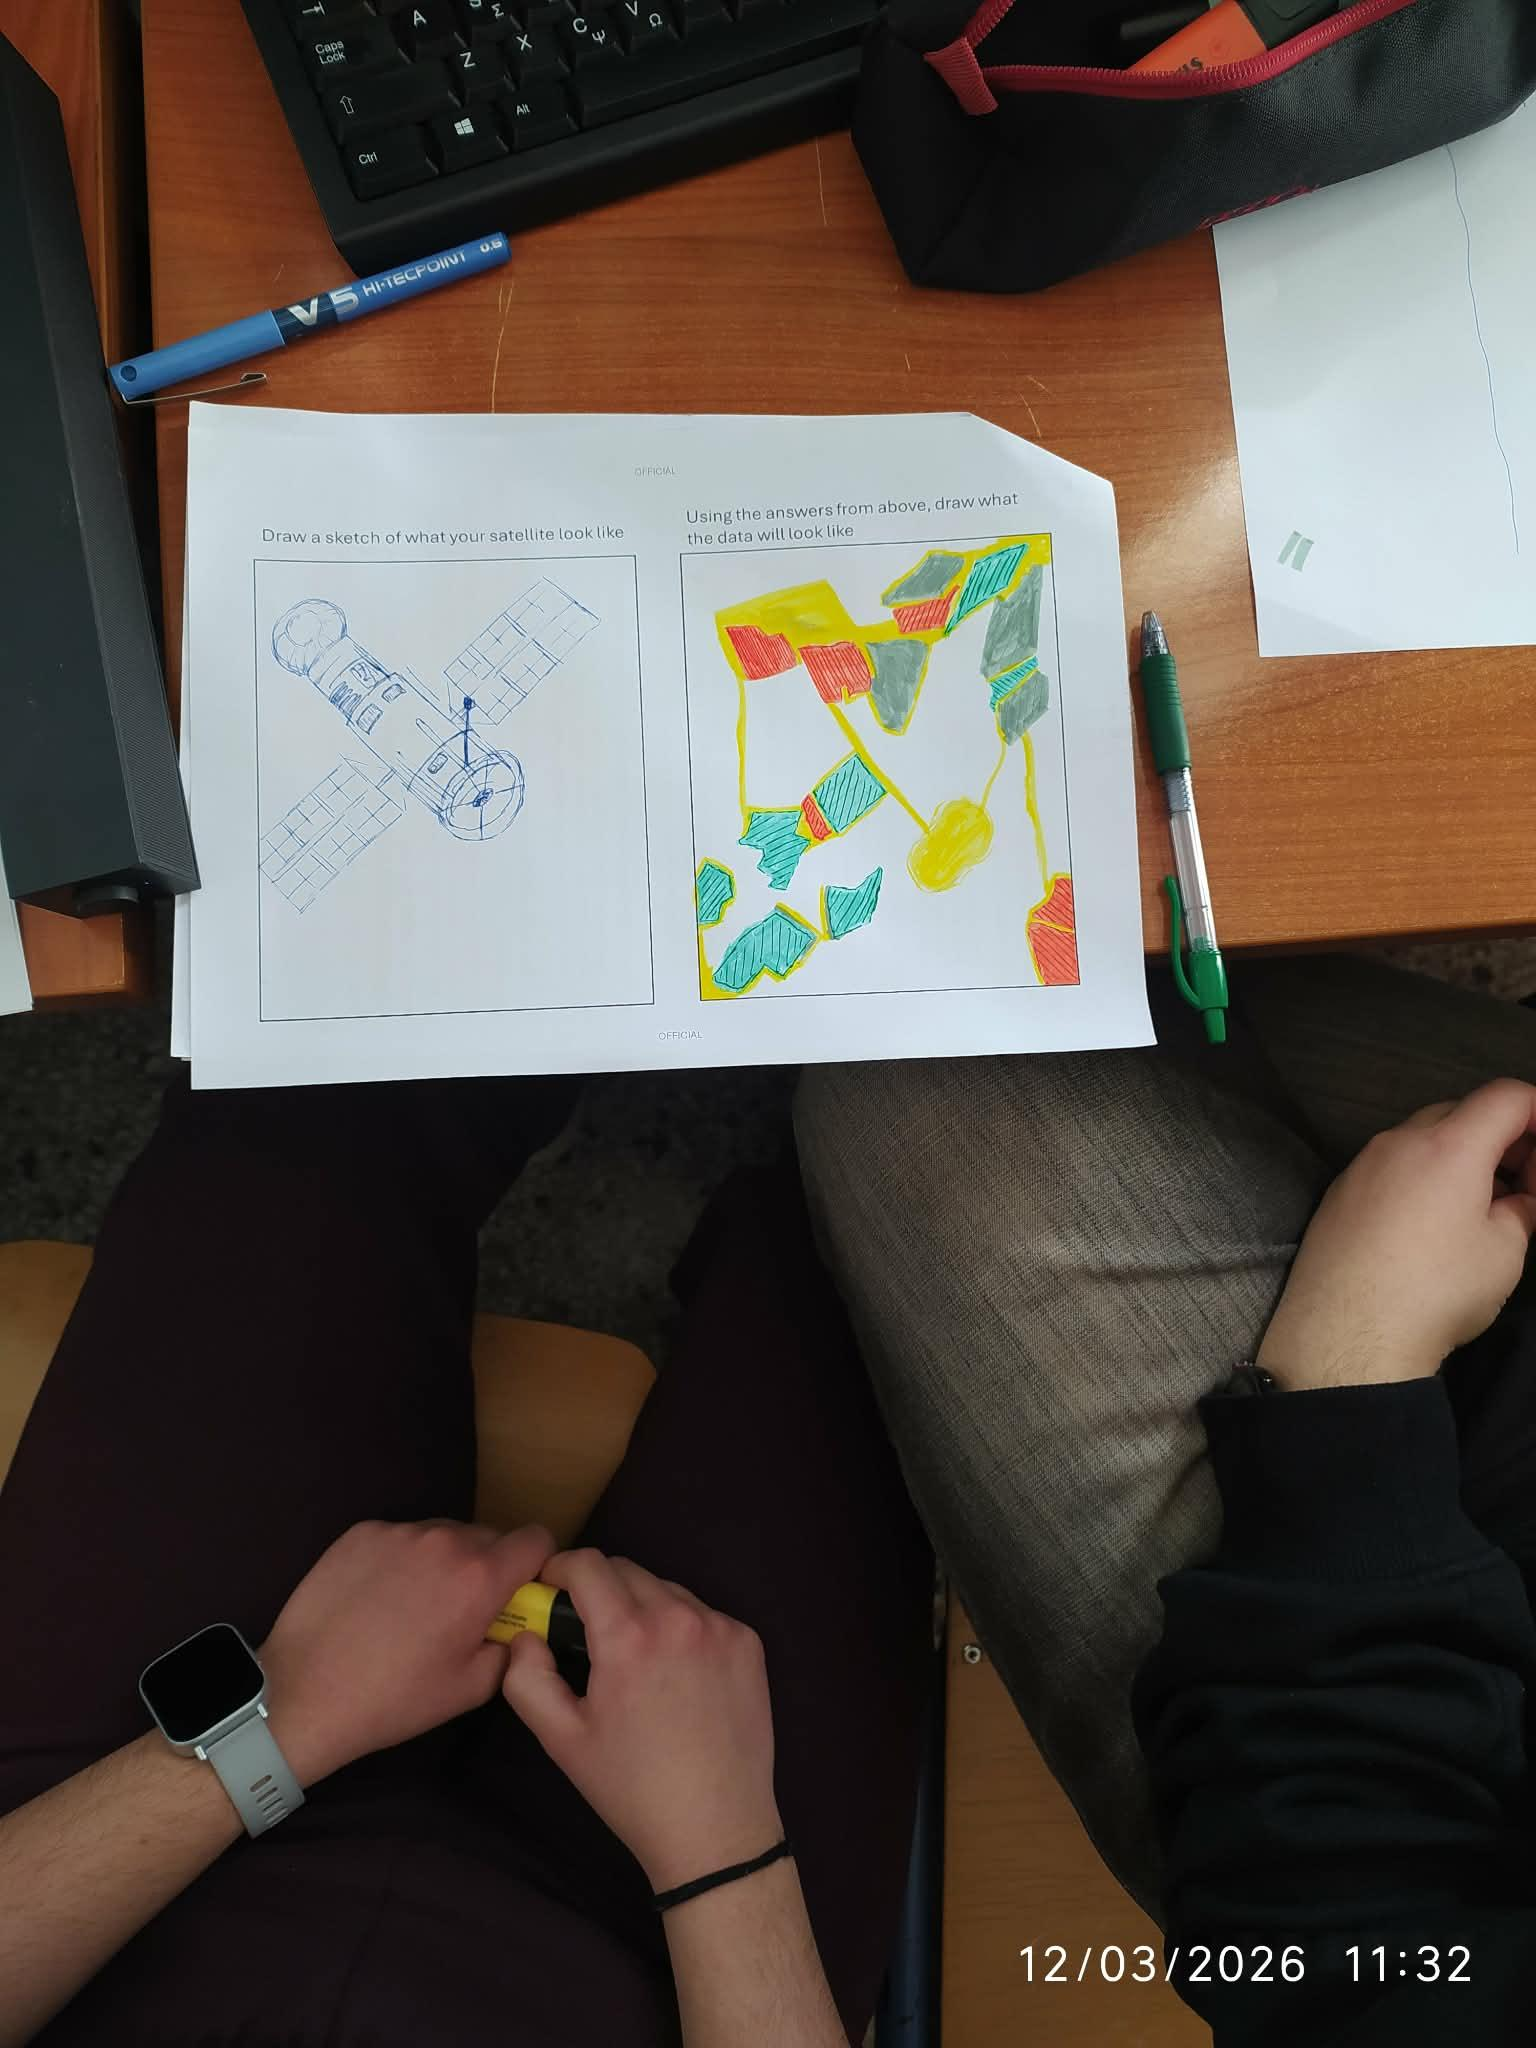 Caps
Lock
A
S
Σ
Z
X
C
Ψ
V
Ω
Alt
Ctrl
V5 HI-TECPOINT 0.5
OFFICIAL
Draw a sketch of what your satellite look like
Using the answers from above, draw what
the data will look like
OFFICIAL
12/03/2026 11:32